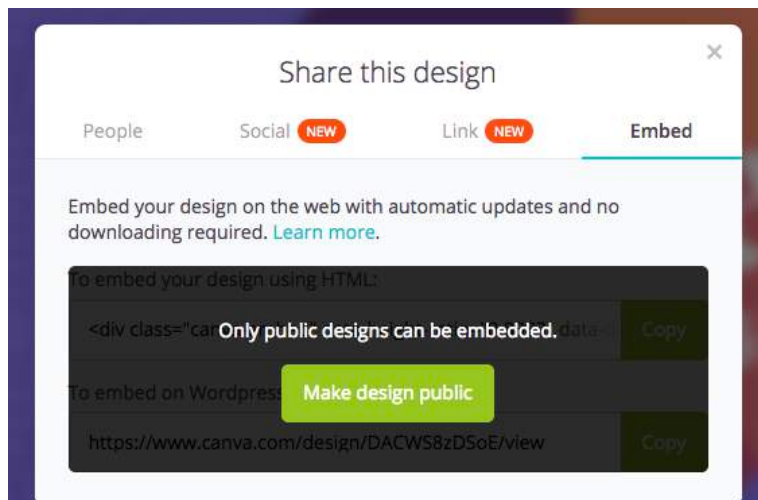 Share this design
×
People Social NEW Link NEW Embed
Embed your design on the web with automatic updates and no
downloading required. Learn more.
To embed your design using HTML:
<div class="can
Only public designs can be embedded.
data- Copy
To embed on Wordpress
Make design public
https://www.canva.com/design/DACWS8zDSoE/view Copy